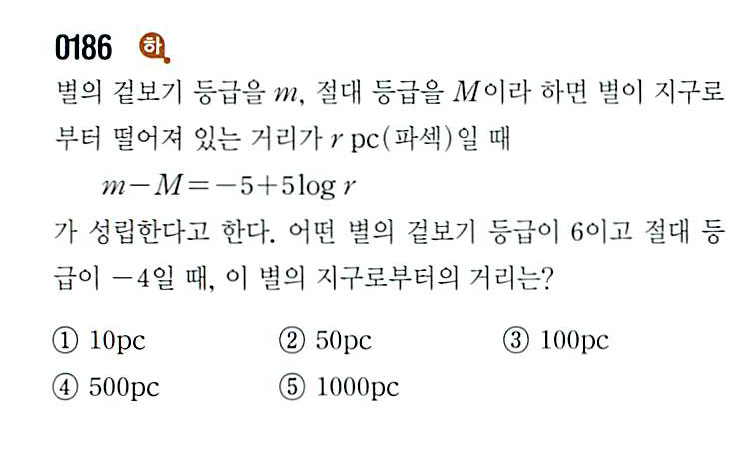 0186 하
별의 겉보기 등급을 m, 절대 등급을 M이라 하면 별이 지구로
부터 떨어져 있는 거리가 r pc(파섹)일 때
m-M=-5+5log r
가 성립한다고 한다. 어떤 별의 겉보기 등급이 6이고 절대 등
급이 -4일 때, 이 별의 지구로부터의 거리는?
① 10pc ② 50pc ③ 100pc
④ 500pc ⑤ 1000pc